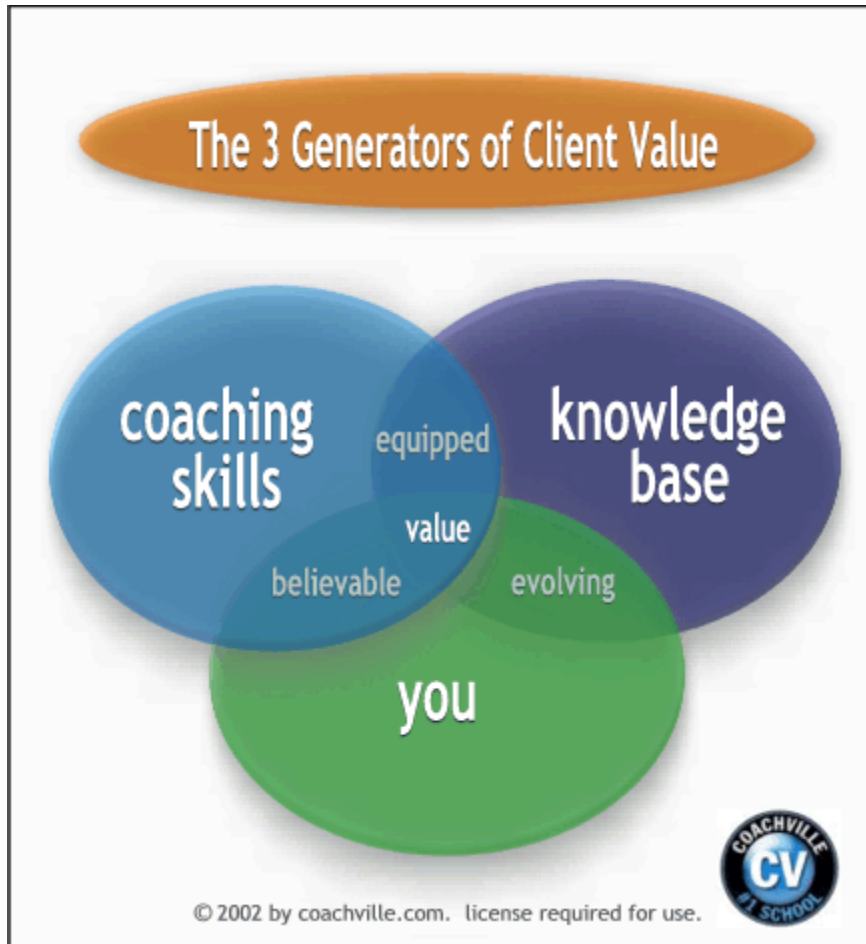 The 3 Generators of Client Value
coaching
skills
knowledge
base
equipped
value
believable
evolving
you
COACHVILLE
CV
#1 SCHOOL
© 2002 by coachville.com. license required for use.